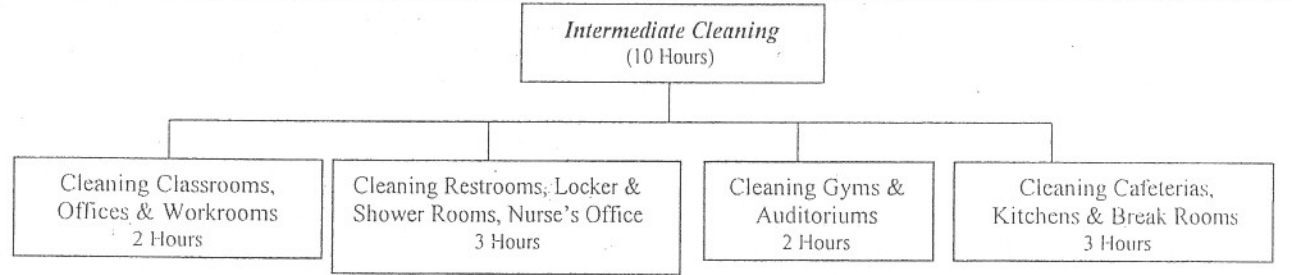 Intermediate Cleaning
(10 Hours)
Cleaning Classrooms,
Offices & Workrooms
2 Hours
Cleaning Restrooms, Locker &
Shower Rooms, Nurse's Office
3 Hours
Cleaning Gyms &
Auditoriums
2 Hours
Cleaning Cafeterias,
Kitchens & Break Rooms
3 Hours